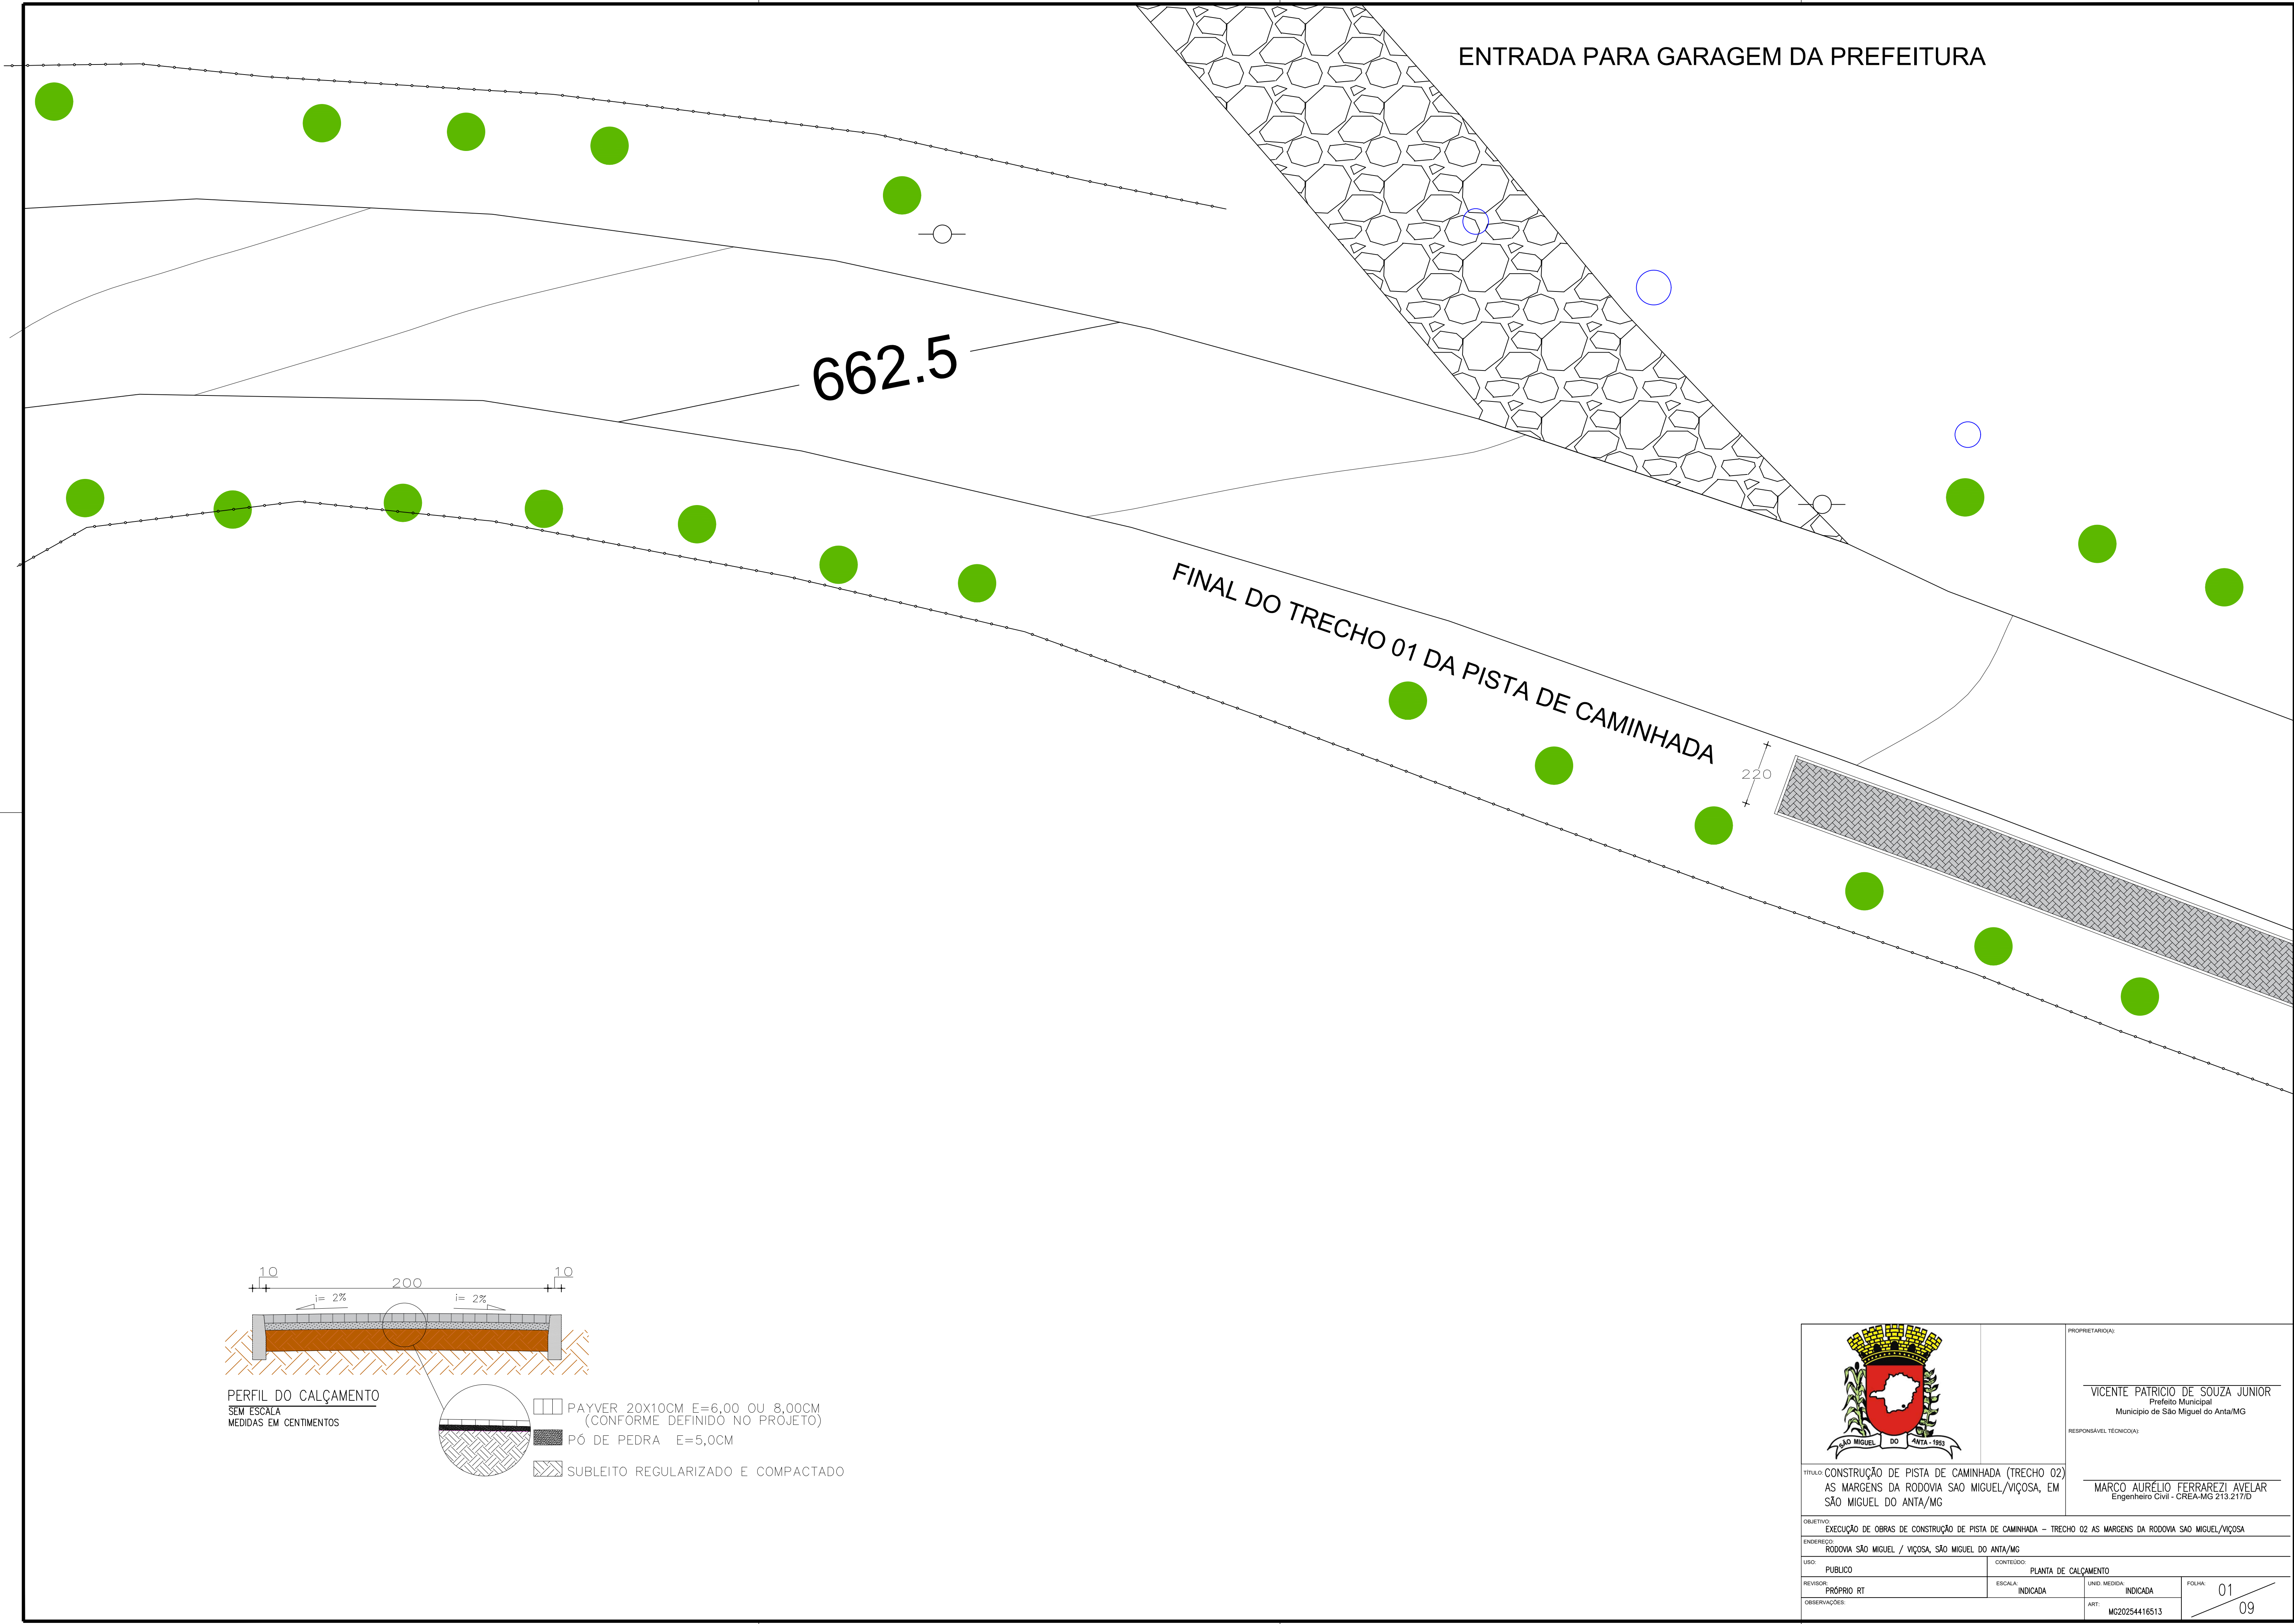 ENTRADA PARA GARAGEM DA PREFEITURA
662.5
FINAL DO TRECHO 01 DA PISTA DE CAMINHADA
220
10
200
10
i= 2%
i= 2%
PERFIL DO CALÇAMENTO
SEM ESCALA
MEDIDAS EM CENTIMENTOS
PAYVER 20X10CM E=6,00 OU 8,00CM
(CONFORME DEFINIDO NO PROJETO)
PÓ DE PEDRA E=5,0CM
SUBLEITO REGULARIZADO E COMPACTADO
SÃO MIGUEL DO ANTA - 1953
PROPRIETARIO(A):
VICENTE PATRICIO DE SOUZA JUNIOR
Prefeito Municipal
Municipio de São Miguel do Anta/MG
RESPONSÁVEL TÉCNICO(A):
MARCO AURÉLIO FERRAREZI AVELAR
Engenheiro Civil - CREA-MG 213.217/D
TÍTULO: CONSTRUÇÃO DE PISTA DE CAMINHADA (TRECHO 02)
AS MARGENS DA RODOVIA SAO MIGUEL/VIÇOSA, EM
SÃO MIGUEL DO ANTA/MG
OBJETIVO:
EXECUÇÃO DE OBRAS DE CONSTRUÇÃO DE PISTA DE CAMINHADA - TRECHO 02 AS MARGENS DA RODOVIA SAO MIGUEL/VIÇOSA
ENDEREÇO:
RODOVIA SÃO MIGUEL / VIÇOSA, SÃO MIGUEL DO ANTA/MG
USO:
PUBLICO
CONTEÚDO:
PLANTA DE CALÇAMENTO
REVISOR:
PRÓPRIO RT
ESCALA:
INDICADA
UNID. MEDIDA:
INDICADA
FOLHA:
01
09
OBSERVAÇÕES:
ART:
MG20254416513